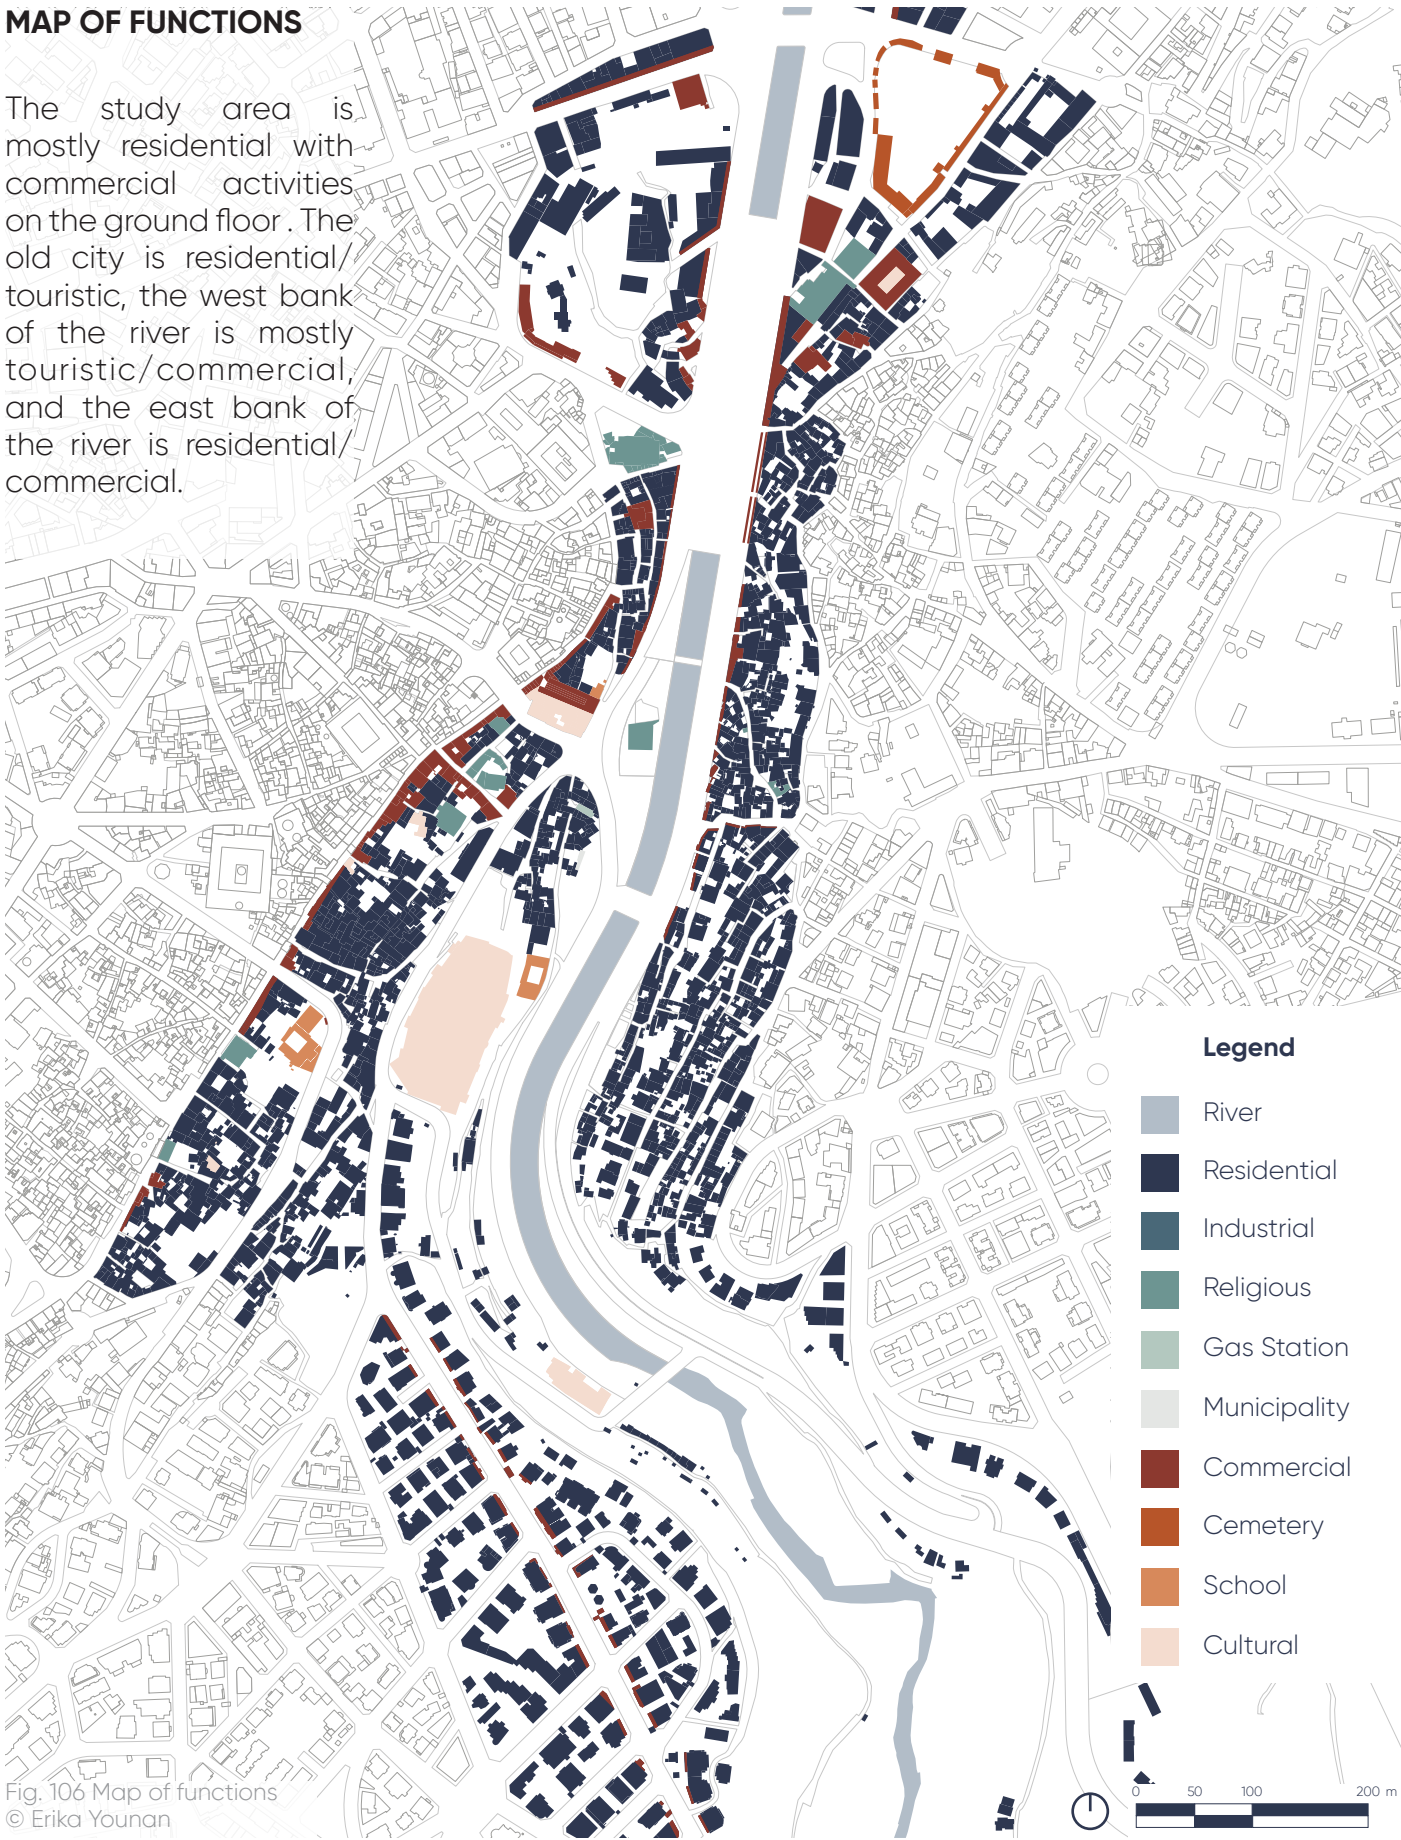 MAP OF FUNCTIONS
The study area is
mostly residential with
commercial activities
on the ground floor . The
old city is residential/
touristic, the west bank
of the river is mostly
touristic/commercial,
and the east bank of
the river is residential/
commercial.
Legend
River
Residential
Industrial
Religious
Gas Station
Municipality
Commercial
Cemetery
School
Cultural
0 50 100 200 m
Fig. 106 Map of functions
© Erika Younan